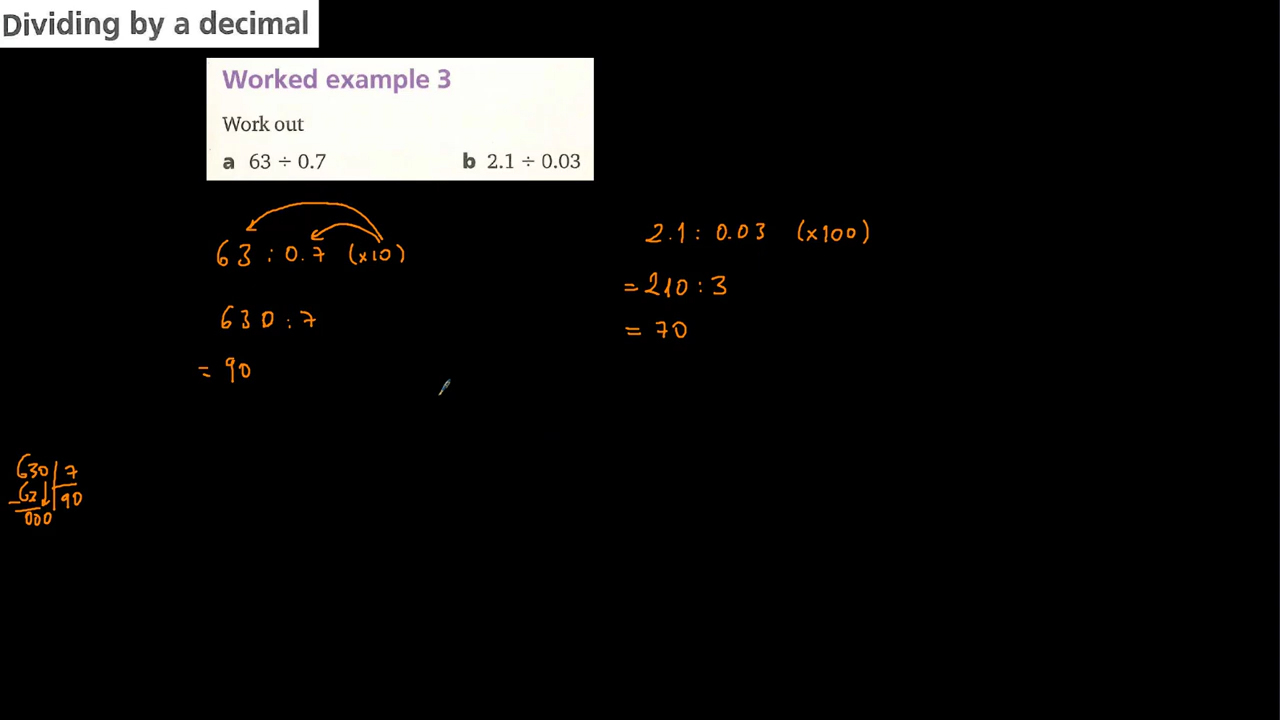 Dividing by a decimal
Worked example 3
Work out
a 63 ÷ 0.7 b 2.1 ÷ 0.03
63 : 0.7 (x10)
630 : 7
= 90
2.1 : 0.03 (x100)
= 210 : 3
= 70
630 | 7
-63 | 90
000